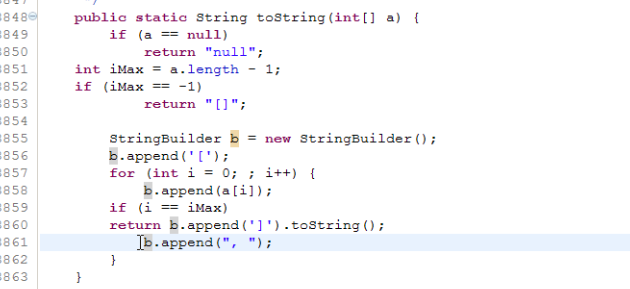 3848 public static String toString(int[] a) {
3849 if (a == null)
3850 return "null";
3851 int iMax = a.length - 1;
3852 if (iMax == -1)
3853 return "[]";
3854
3855 StringBuilder b = new StringBuilder();
3856 b.append('[');
3857 for (int i = 0; ; i++) {
3858 b.append(a[i]);
3859 if (i == iMax)
3860 return b.append(']').toString();
3861 b.append(", ");
3862 }
3863 }